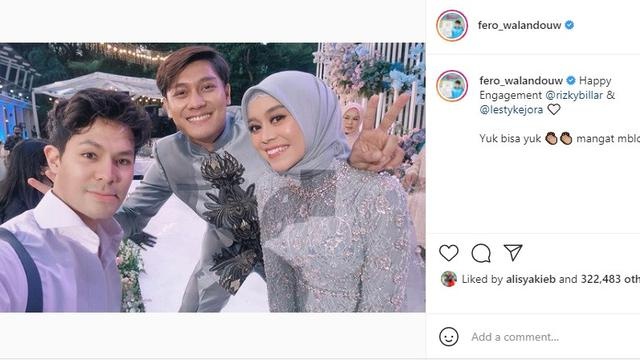 fero_walandouw
fero_walandouw Happy
Engagement @rizkybillar &
@lestykejora
Yuk bisa yuk 👏🏽👏🏽 mangat mblo
Liked by alisyakieb and 322,483 oth
Add a comment...